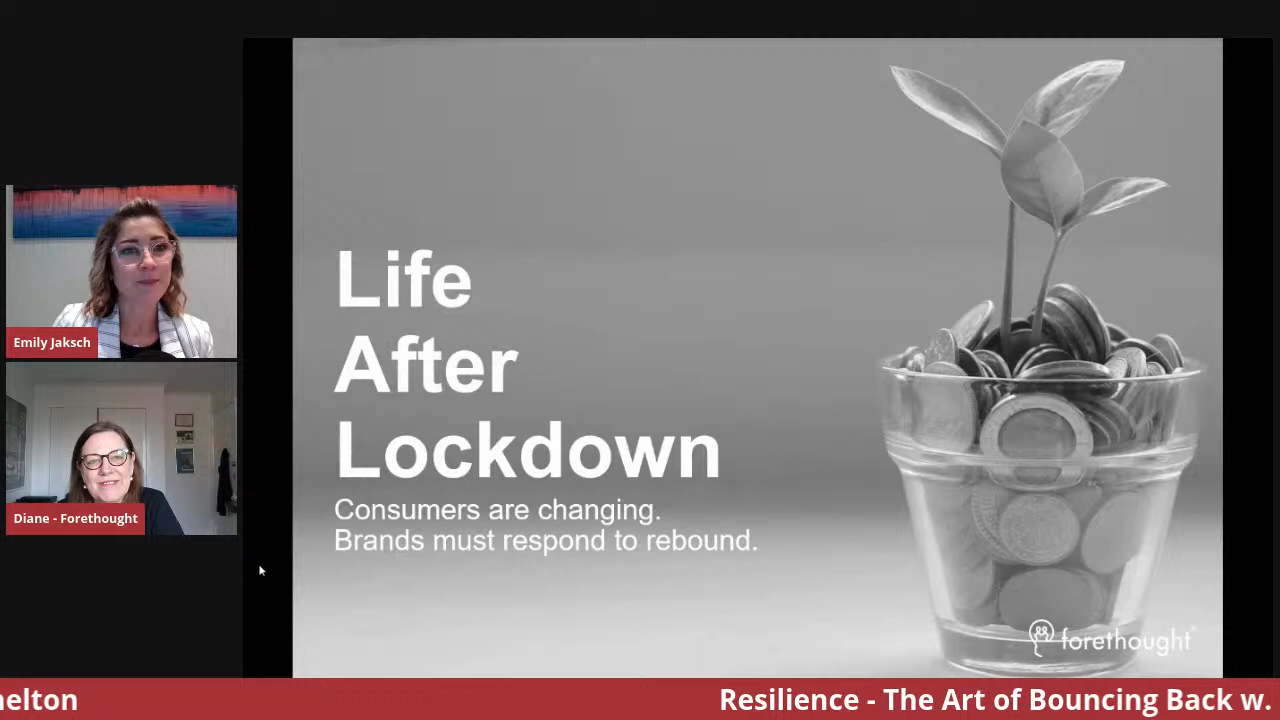 Life
After
Lockdown
Consumers are changing.
Brands must respond to rebound.
forethought
Emily Jaksch
Diane - Forethought
nelton
Resilience - The Art of Bouncing Back w.